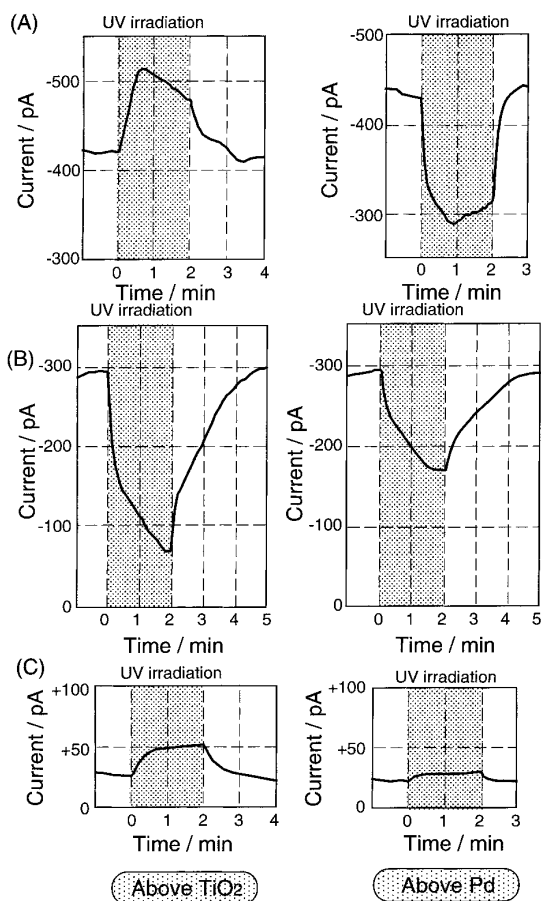 (A)
UV irradiation
-500
-400
-300
Current / pA
0 1 2 3 4
Time / min
UV irradiation
-500
-400
-300
Current / pA
0 1 2 3
Time / min
(B)
UV irradiation
-300
-200
-100
0
Current / pA
0 1 2 3 4 5
Time / min
UV irradiation
-300
-200
-100
0
Current / pA
0 1 2 3 4 5
Time / min
(C)
UV irradiation
+100
+50
0
Current / pA
0 1 2 3 4
Time / min
UV irradiation
+100
+50
0
Current / pA
0 1 2 3
Time / min
Above TiO2
Above Pd